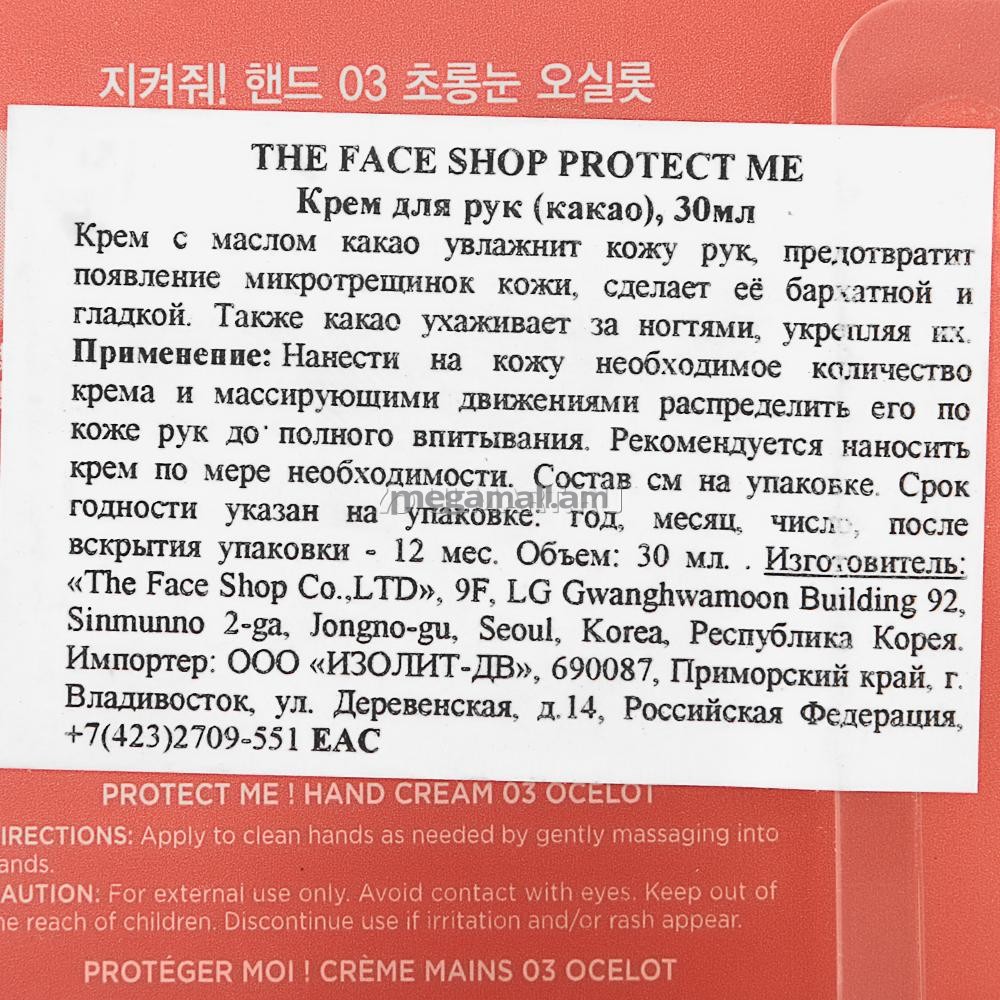 지켜줘! 핸드 03 초롱눈 오실롯
THE FACE SHOP PROTECT ME
Крем для рук (какао), 30мл
Крем с маслом какао увлажнит кожу рук, предотвратит
появление микротрещинок кожи, сделает её бархатной и
гладкой. Также какао ухаживает за ногтями, укрепляя их.
Применение: Нанести на кожу необходимое количество
крема и массирующими движениями распределить его по
коже рук до полного впитывания. Рекомендуется наносить
крем по мере необходимости. Состав см на упаковке. Срок
megamall.am
годности указан на упаковке: год, месяц, число, после
вскрытия упаковки - 12 мес. Объем: 30 мл. . Изготовитель:
«The Face Shop Co.,LTD», 9F, LG Gwanghwamoon Building 92,
Sinmunno 2-ga, Jongno-gu, Seoul, Korea, Республика Корея.
Импортер: ООО «ИЗОЛИТ-ДВ», 690087, Приморский край, г.
Владивосток, ул. Деревенская, д.14, Российская Федерация,
+7(423)2709-551 EAC
PROTECT ME ! HAND CREAM 03 OCELOT
IRECTIONS: Apply to clean hands as needed by gently massaging into
ands.
AUTION: For external use only. Avoid contact with eyes. Keep out of
he reach of children. Discontinue use if irritation and/or rash appear.
PROTÉGER MOI ! CRÈME MAINS 03 OCELOT